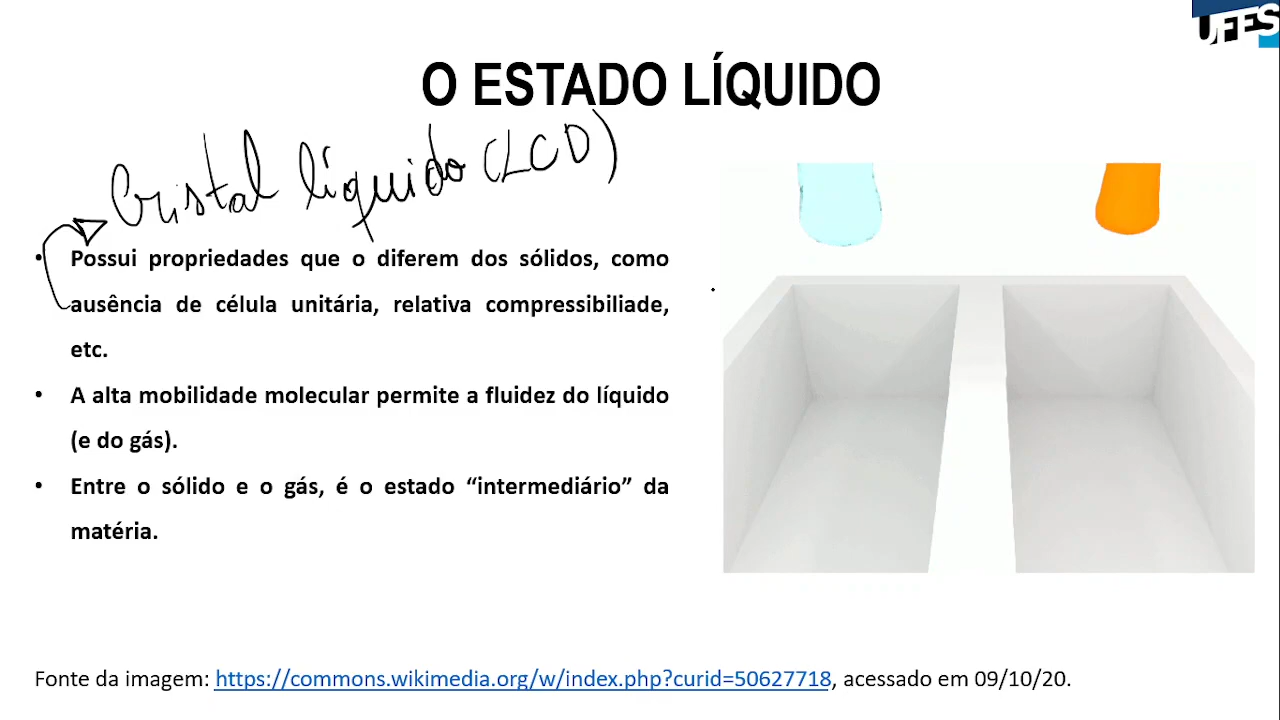 UFES
O ESTADO LÍQUIDO
Cristal líquido (LCD)
• Possui propriedades que o diferem dos sólidos, como
ausência de célula unitária, relativa compressibiliade,
etc.
• A alta mobilidade molecular permite a fluidez do líquido
(e do gás).
• Entre o sólido e o gás, é o estado “intermediário” da
matéria.
Fonte da imagem: https://commons.wikimedia.org/w/index.php?curid=50627718, acessado em 09/10/20.